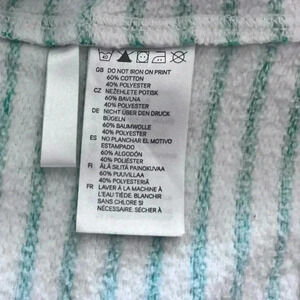 40
GB DO NOT IRON ON PRINT
60% COTTON
40% POLYESTER
CZ NEŽEHLETE POTISK
60% BAVLNA
40% POLYESTER
DE NICHT ÜBER DEN DRUCK
BÜGELN
60% BAUMWOLLE
40% POLYESTER
ES NO PLANCHAR EL MOTIVO
ESTAMPADO
60% ALGODÓN
40% POLIÉSTER
FI ÄLÄ SILITÄ PAINOKUVAA
60% PUUVILLAA
40% POLYESTERIÄ
FR LAVER À LA MACHINE À
L'EAU TIÈDE. BLANCHIR
SANS CHLORE SI
NÉCESSAIRE. SÉCHER À